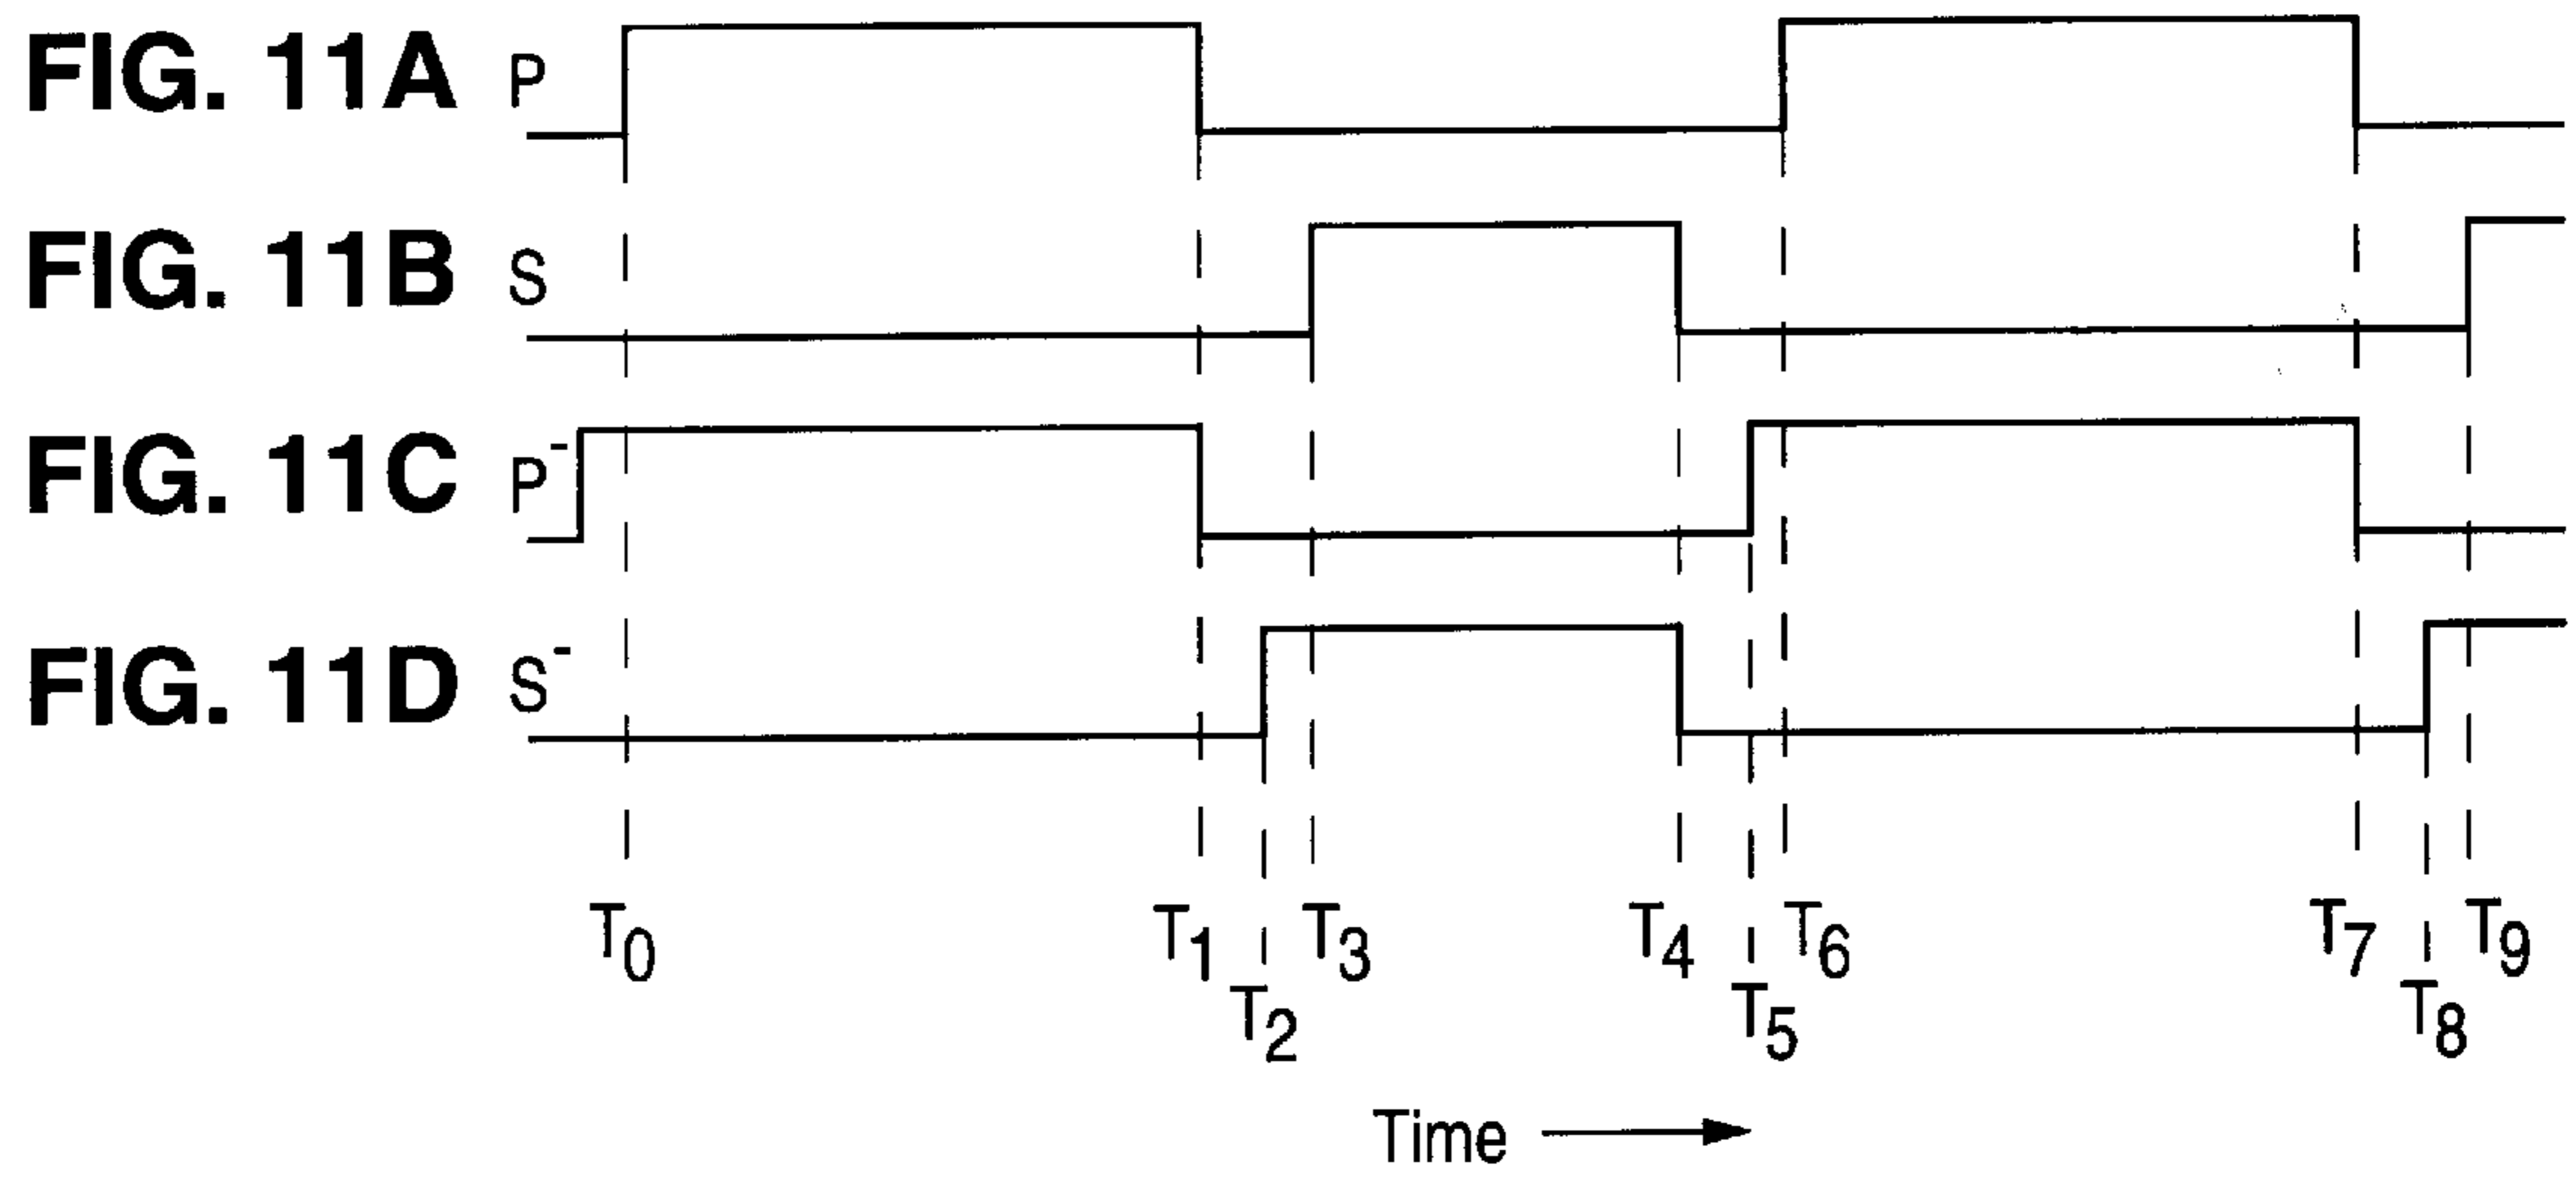 FIG. 11A P
FIG. 11B S
FIG. 11C P⁻
FIG. 11D S⁻
T₀ T₁ T₃ T₄ T₆ T₇ T₉
T₂ T₅ T₈
Time